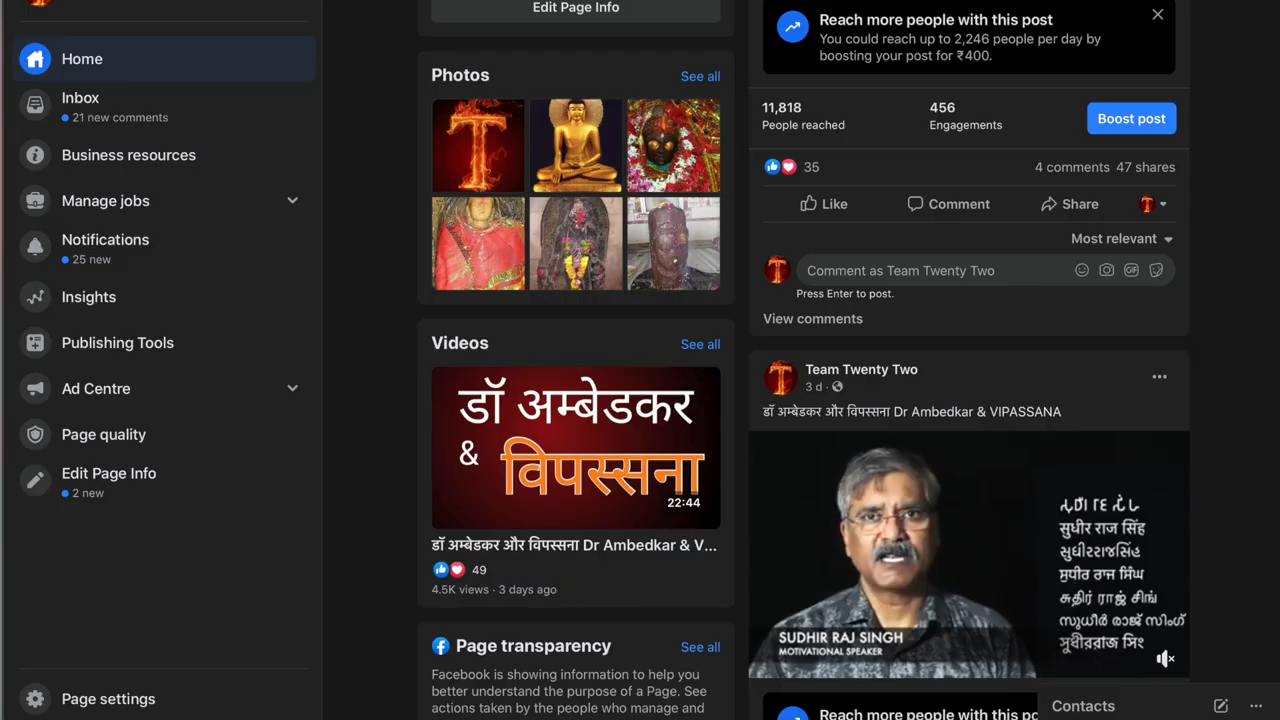 Home
Inbox
21 new comments
Business resources
Manage jobs
Notifications
25 new
Insights
Publishing Tools
Ad Centre
Page quality
Edit Page Info
2 new
Page settings
Edit Page Info
Photos
See all
T
Videos
See all
डॉ अम्बेडकर
&
विपस्सना
22:44
डॉ अम्बेडकर और विपस्सना Dr Ambedkar & V...
49
4.5K views · 3 days ago
Page transparency
See all
Facebook is showing information to help you
better understand the purpose of a Page. See
actions taken by the people who manage and
Reach more people with this post
You could reach up to 2,246 people per day by
boosting your post for ₹400.
11,818
People reached
456
Engagements
Boost post
35
4 comments 47 shares
Like
Comment
Share
Most relevant
Comment as Team Twenty Two
GIF
Press Enter to post.
View comments
Team Twenty Two
3 d ·
डॉ अम्बेडकर और विपस्सना Dr Ambedkar & VIPASSANA
सुधीर राज सिंह
SUDHIR RAJ SINGH
MOTIVATIONAL SPEAKER
Reach more people with this po
Contacts